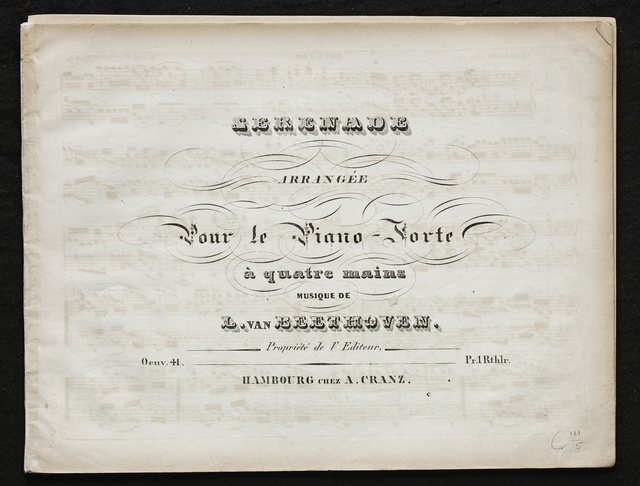 SERENADE
ARRANGÉE
Pour le Piano-Forte
à quatre mains
MUSIQUE DE
L. VAN BEETHOVEN.
Propriété de l'Editeur.
Oeuv. 41. Pr. 1 Rthlr.
HAMBOURG CHEZ A. CRANZ.